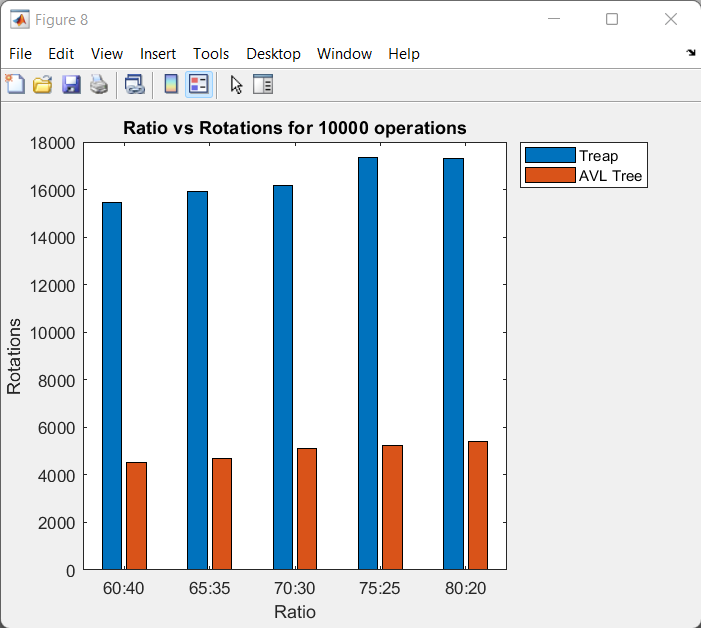 Figure 8
File Edit View Insert Tools Desktop Window Help
Ratio vs Rotations for 10000 operations
18000
16000
14000
12000
10000
8000
6000
4000
2000
0
Rotations
60:40 65:35 70:30 75:25 80:20
Ratio
Treap
AVL Tree